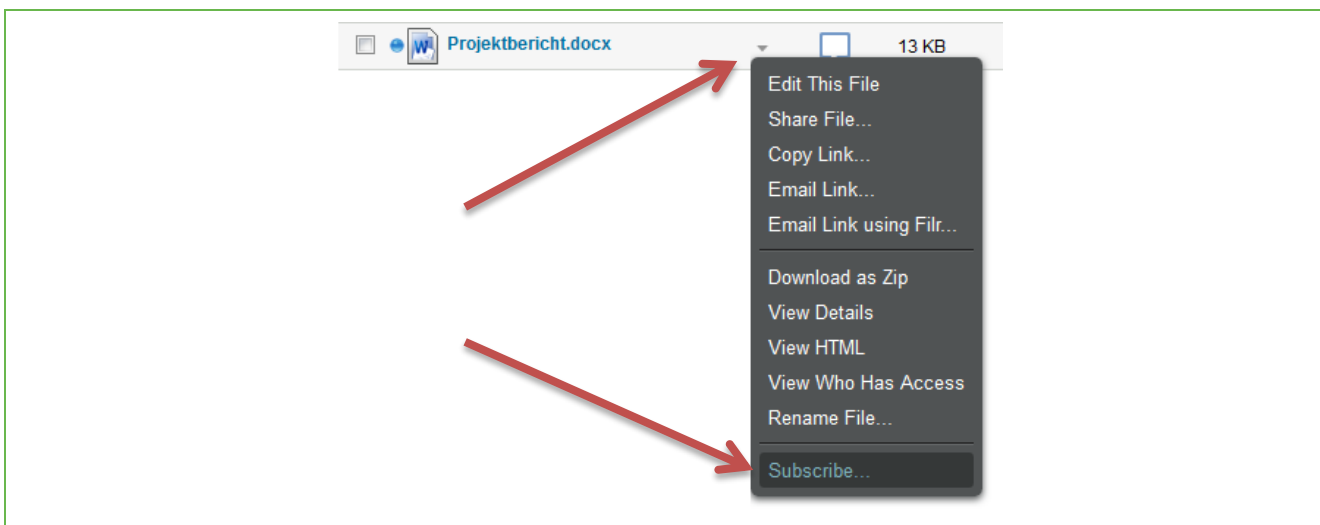 Projektbericht.docx 13 KB
Edit This File
Share File...
Copy Link...
Email Link...
Email Link using Filr...
Download as Zip
View Details
View HTML
View Who Has Access
Rename File...
Subscribe...